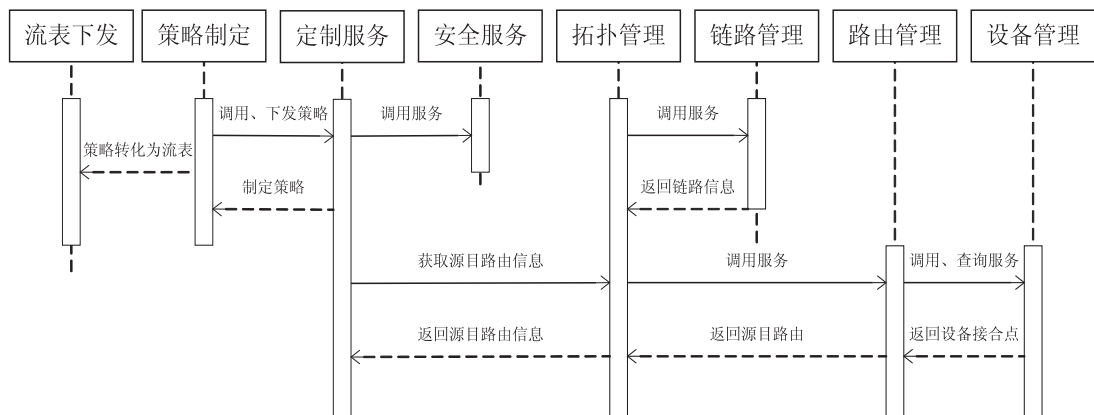 流表下发
策略制定
定制服务
安全服务
拓扑管理
链路管理
路由管理
设备管理
调用、下发策略
调用服务
调用服务
策略转化为流表
制定策略
返回链路信息
获取源目路由信息
调用服务
调用、查询服务
返回源目路由信息
返回源目路由
返回设备接合点